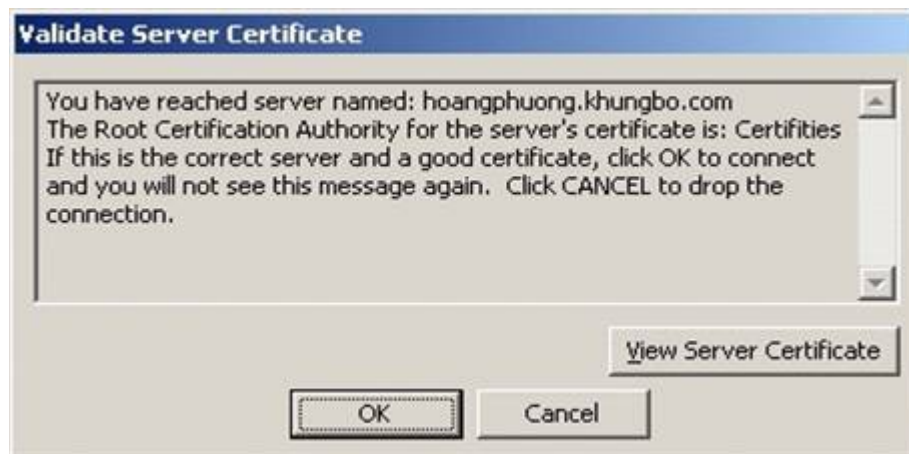 Validate Server Certificate
You have reached server named: hoangphuong.khungbo.com
The Root Certification Authority for the server's certificate is: Certifities
If this is the correct server and a good certificate, click OK to connect
and you will not see this message again.  Click CANCEL to drop the
connection.
View Server Certificate
OK
Cancel